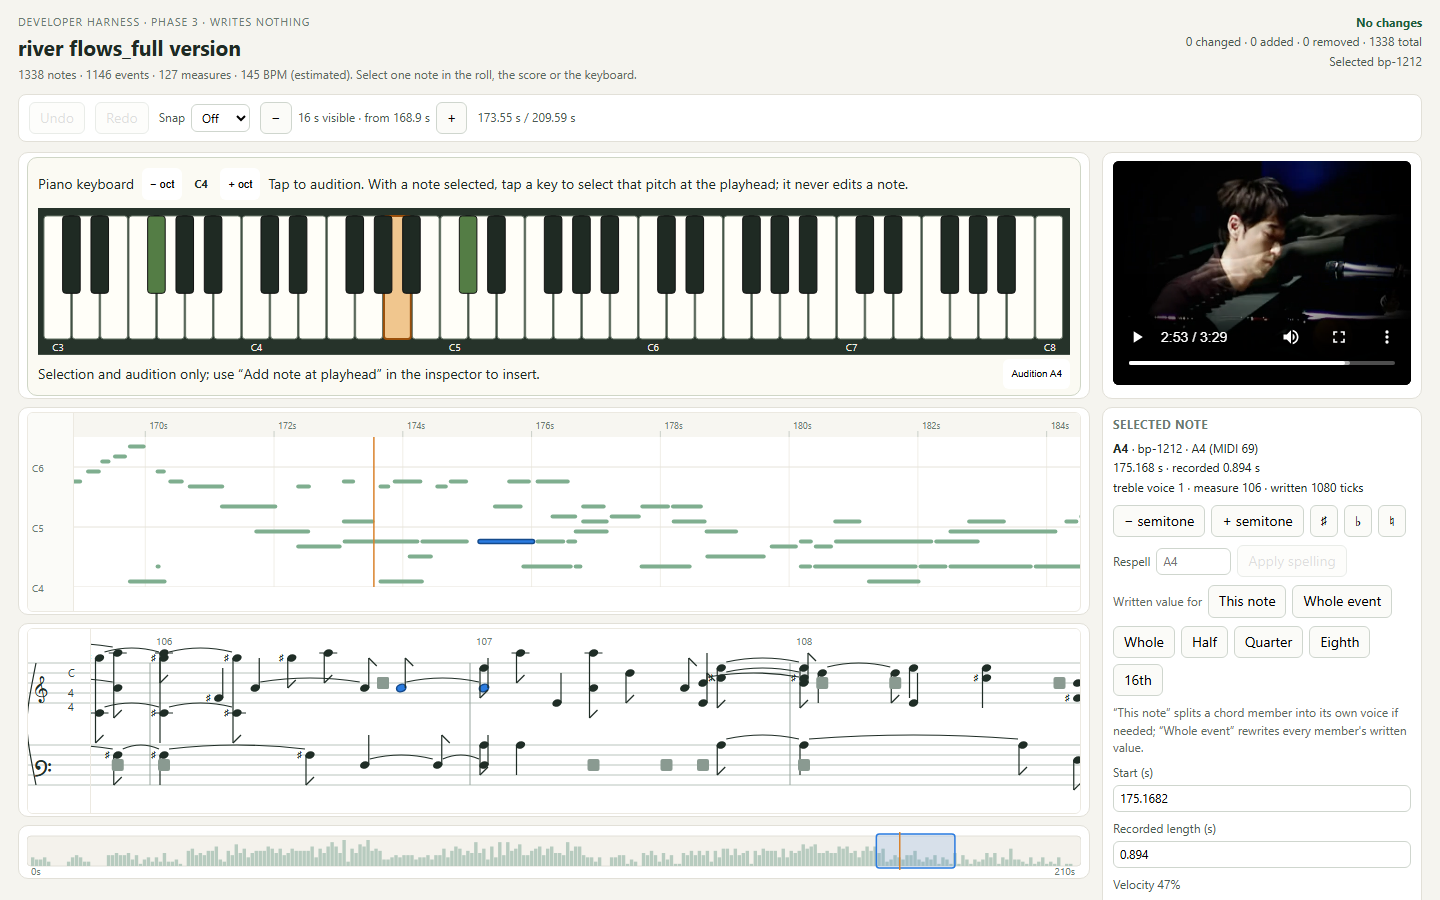 DEVELOPER HARNESS · PHASE 3 · WRITES NOTHING
river flows_full version
1338 notes · 1146 events · 127 measures · 145 BPM (estimated). Select one note in the roll, the score or the keyboard.
No changes
0 changed · 0 added · 0 removed · 1338 total
Selected bp-1212
Undo Redo Snap Off − 16 s visible · from 168.9 s + 173.55 s / 209.59 s
Piano keyboard − oct C4 + oct Tap to audition. With a note selected, tap a key to select that pitch at the playhead; it never edits a note.
C3 C4 C5 C6 C7 C8
Selection and audition only; use “Add note at playhead” in the inspector to insert. Audition A4
2:53 / 3:29
170s 172s 174s 176s 178s 180s 182s 184s
C6
C5
C4
106 107 108
C
4
4
0s 210s
SELECTED NOTE
A4 · bp-1212 · A4 (MIDI 69)
175.168 s · recorded 0.894 s
treble voice 1 · measure 106 · written 1080 ticks
− semitone + semitone ♯ ♭ ♮
Respell A4 Apply spelling
Written value for This note Whole event
Whole Half Quarter Eighth
16th
“This note” splits a chord member into its own voice if
needed; “Whole event” rewrites every member's written
value.
Start (s)
175.1682
Recorded length (s)
0.894
Velocity 47%